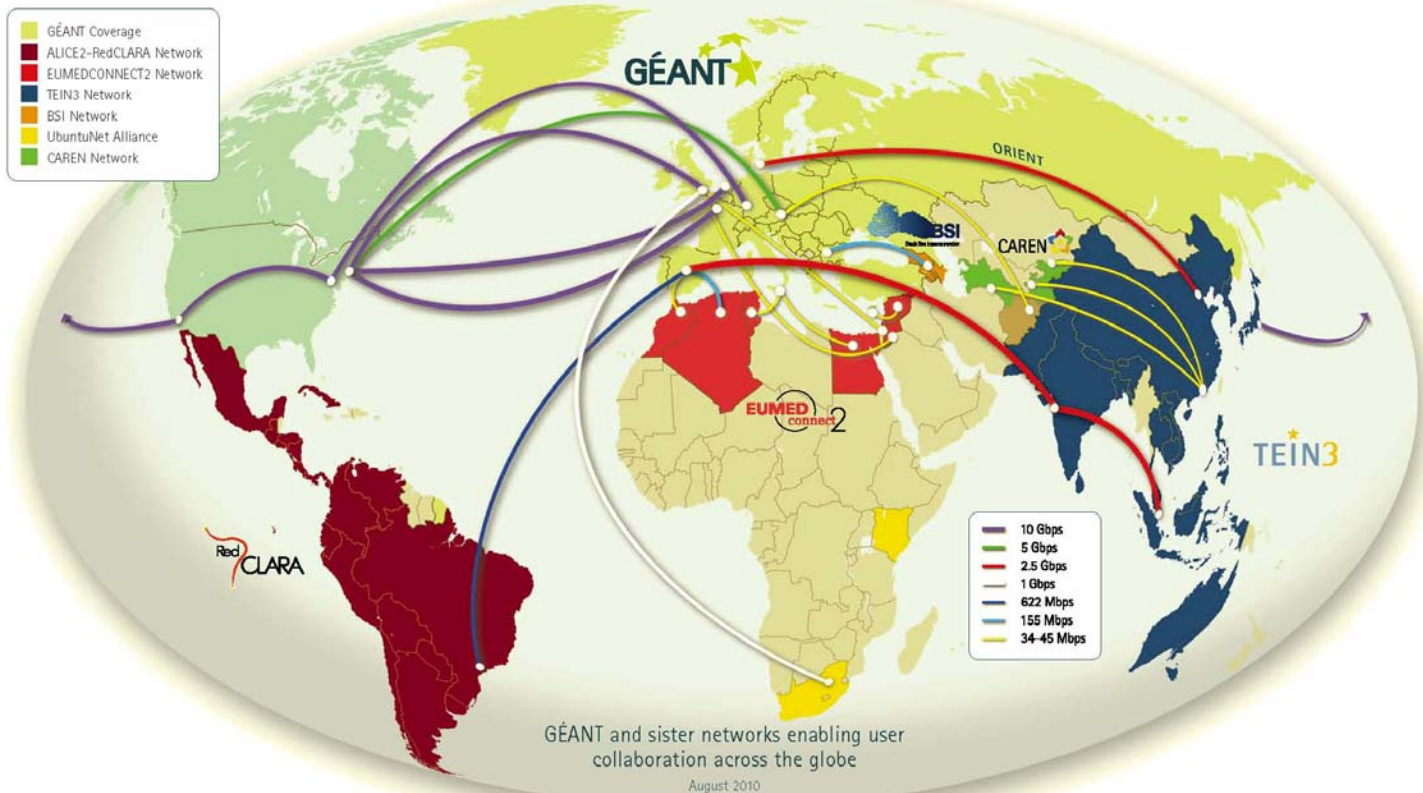 GÉANT Coverage
ALICE2-RedCLARA Network
EUMEDCONNECT2 Network
TEIN3 Network
BSI Network
UbuntuNet Alliance
CAREN Network
GÉANT
ORIENT
BSI
CAREN
EUMED
connect 2
TEIN3
Red
CLARA
10 Gbps
5 Gbps
2.5 Gbps
1 Gbps
622 Mbps
155 Mbps
34-45 Mbps
GÉANT and sister networks enabling user
collaboration across the globe
August 2010